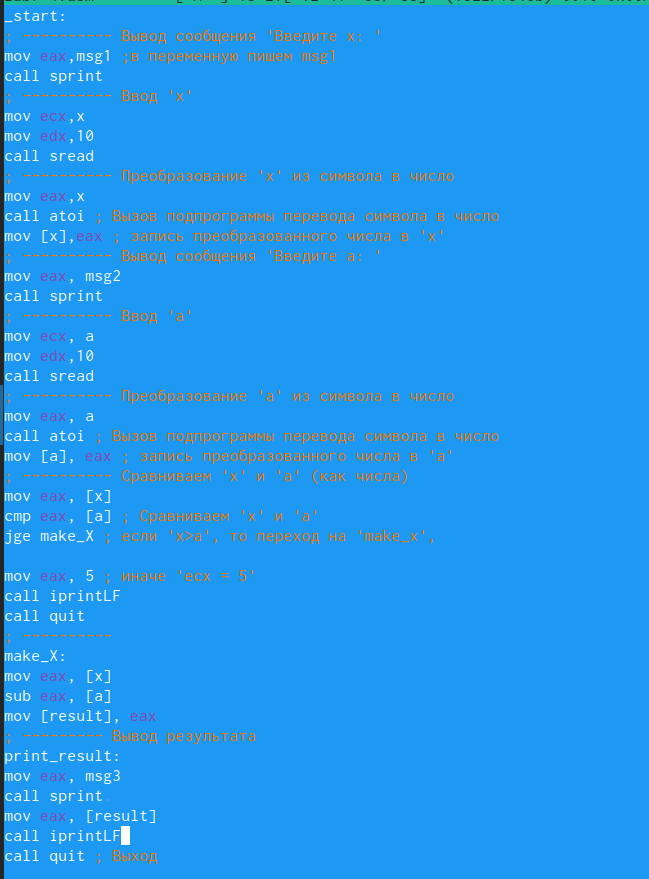 _start:
; ---------- Вывод сообщения 'Введите x: '
mov eax,msg1 ;в переменную пишем msg1
call sprint
; ---------- Ввод 'x'
mov ecx,x
mov edx,10
call sread
; ---------- Преобразование 'x' из символа в число
mov eax,x
call atoi ; Вызов подпрограммы перевода символа в число
mov [x],eax ; запись преобразованного числа в 'x'
; ---------- Вывод сообщения 'Введите a: '
mov eax, msg2
call sprint
; ---------- Ввод 'a'
mov ecx, a
mov edx,10
call sread
; ---------- Преобразование 'a' из символа в число
mov eax, a
call atoi ; Вызов подпрограммы перевода символа в число
mov [a], eax ; запись преобразованного числа в 'a'
; ---------- Сравниваем 'x' и 'a' (как числа)
mov eax, [x]
cmp eax, [a] ; Сравниваем 'x' и 'a'
jge make_X ; если 'x>a', то переход на 'make_x',
mov eax, 5 ; иначе 'ecx = 5'
call iprintLF
call quit
; ----------
make_X:
mov eax, [x]
sub eax, [a]
mov [result], eax
; --------- Вывод результата
print_result:
mov eax, msg3
call sprint
mov eax, [result]
call iprintLF
call quit ; Выход